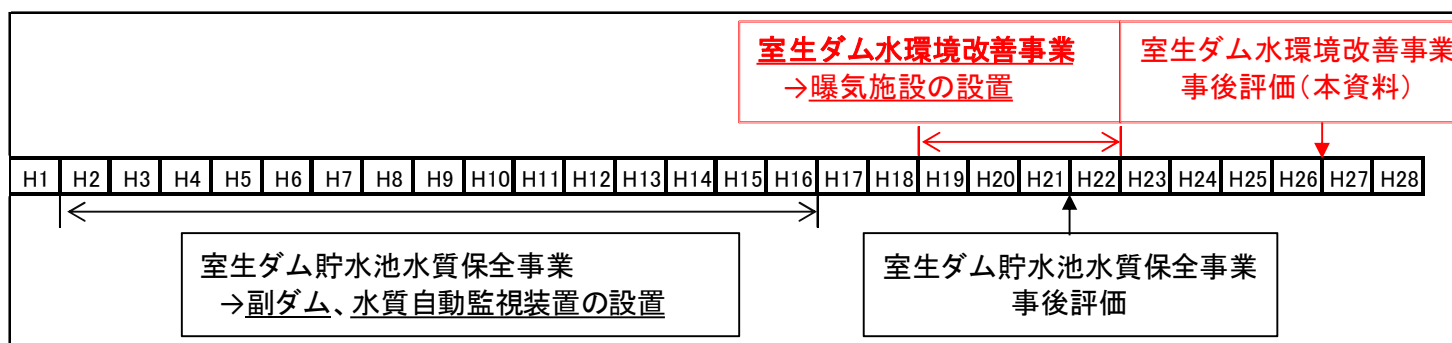 室生ダム水環境改善事業
→曝気施設の設置
室生ダム水環境改善事業
事後評価（本資料）
H1 H2 H3 H4 H5 H6 H7 H8 H9 H10 H11 H12 H13 H14 H15 H16 H17 H18 H19 H20 H21 H22 H23 H24 H25 H26 H27 H28
室生ダム貯水池水質保全事業
→副ダム、水質自動監視装置の設置
室生ダム貯水池水質保全事業
事後評価